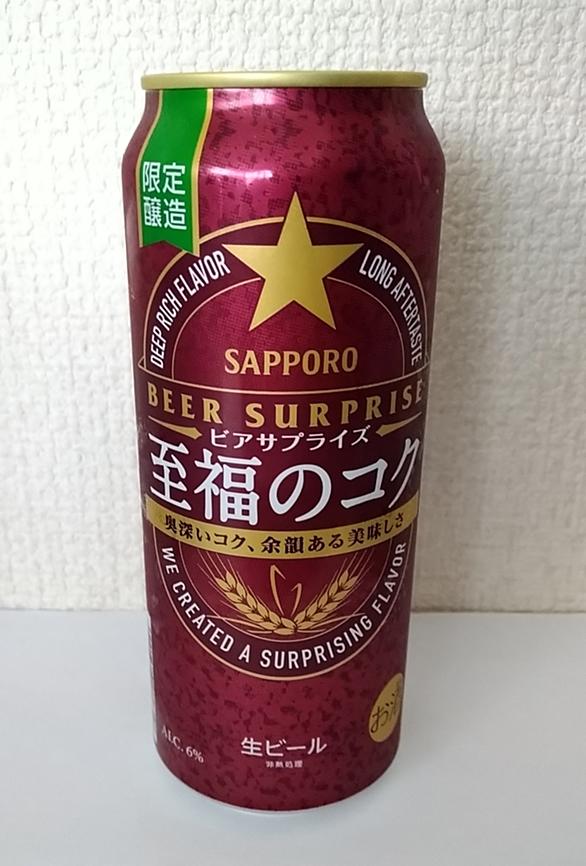 限定
醸造
DEEP RICH FLAVOR
LONG AFTERTASTE
SAPPORO
BEER SURPRISE
ビアサプライズ
至福のコク
奥深いコク、余韻ある美味しさ
WE CREATED A SURPRISING FLAVOR
お酒
ALC. 6%
生ビール
非熱処理